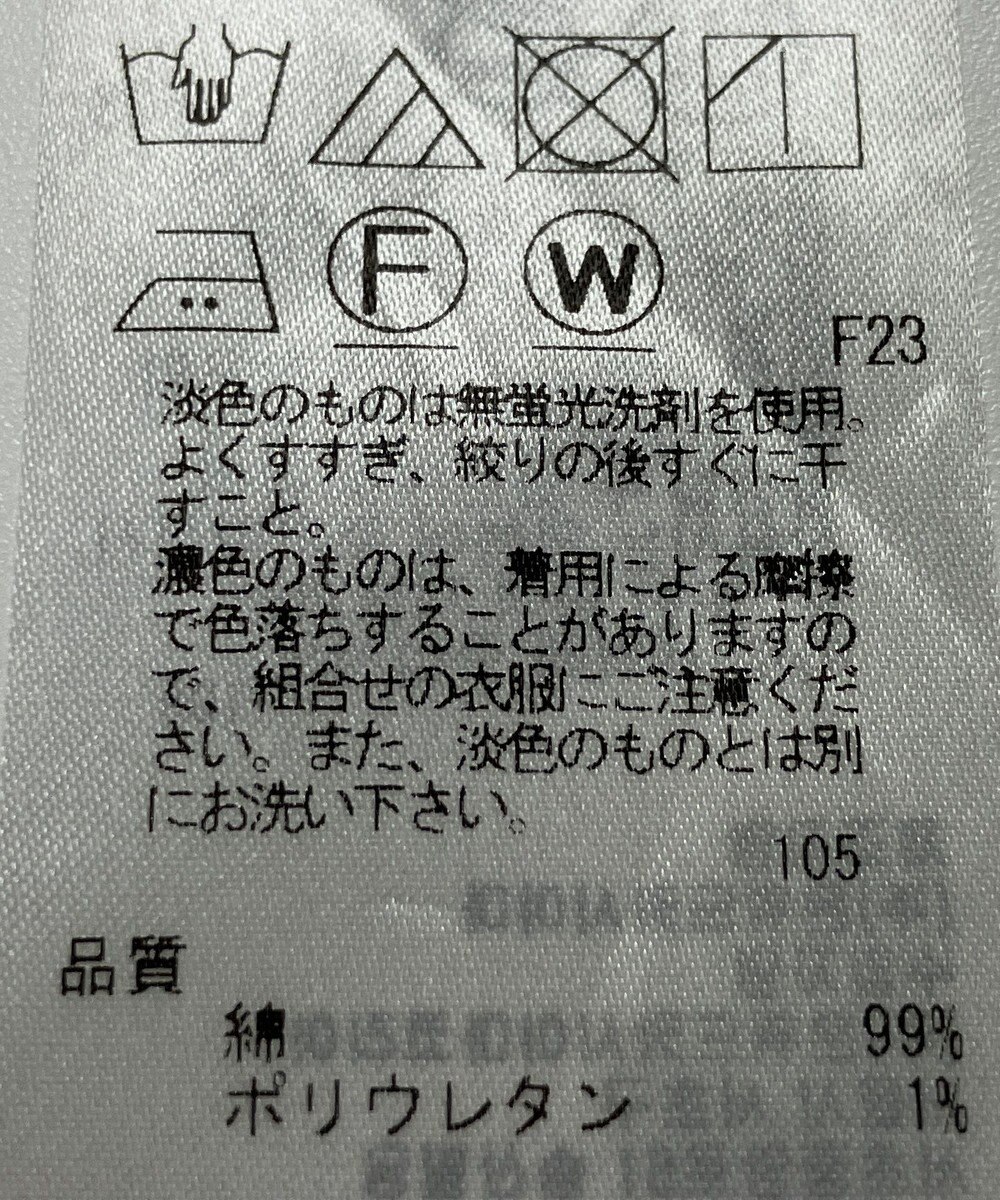 F
W
F23
淡色のものは無蛍光洗剤を使用。
よくすすぎ、絞りの後すぐに干
すこと。
濃色のものは、着用による摩擦
で色落ちすることがありますの
で、組合せの衣服にご注意くだ
さい。また、淡色のものとは別
にお洗い下さい。
105
品質
綿 99%
ポリウレタン 1%